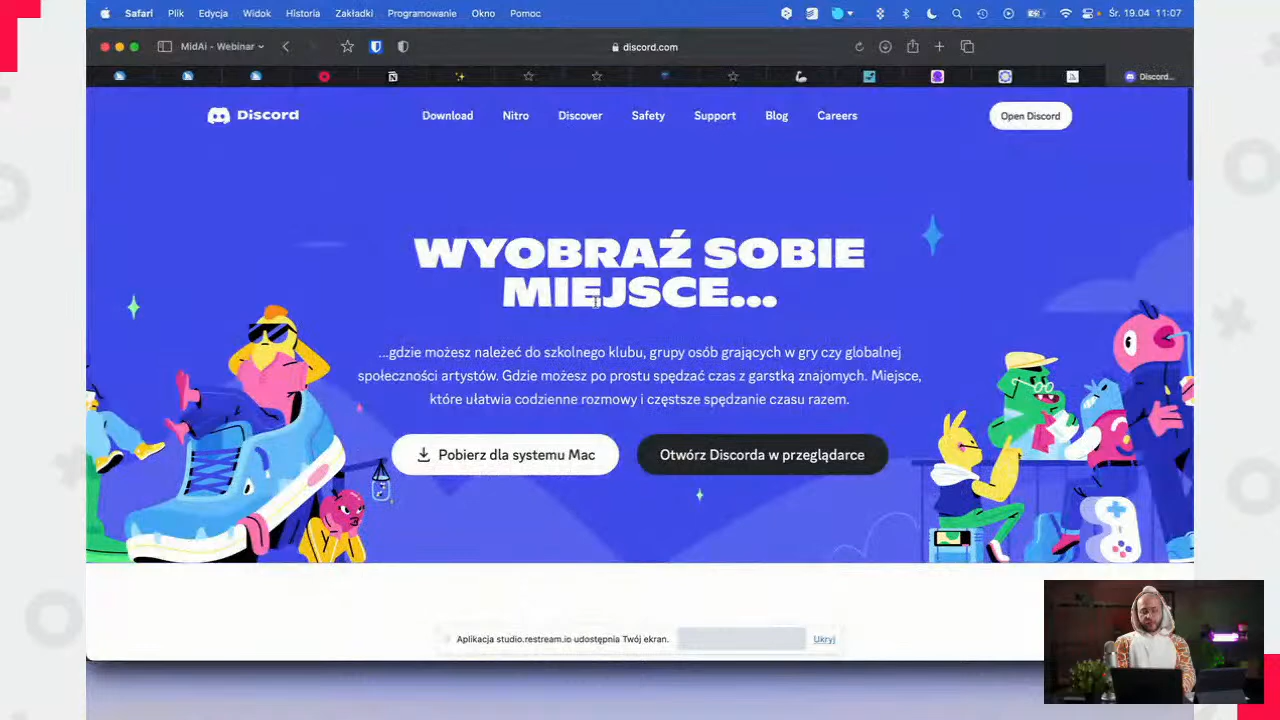 Safari Plik Edycja Widok Historia Zakładki Programowanie Okno Pomoc Śr. 19.04 11:07
MidAi - Webinar discord.com
Discord...
Discord Download Nitro Discover Safety Support Blog Careers Open Discord
WYOBRAŹ SOBIE
MIEJSCE...
...gdzie możesz należeć do szkolnego klubu, grupy osób grających w gry czy globalnej
społeczności artystów. Gdzie możesz po prostu spędzać czas z garstką znajomych. Miejsce,
które ułatwia codzienne rozmowy i częstsze spędzanie czasu razem.
Pobierz dla systemu Mac Otwórz Discorda w przeglądarce
Aplikacja studio.restream.io udostępnia Twój ekran. Ukryj